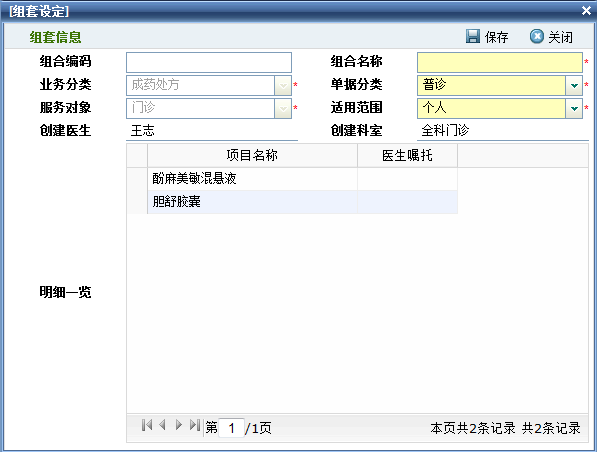 [组套设定]
组套信息 保存 关闭
组合编码 组合名称 *
业务分类 成药处方 * 单据分类 普诊 *
服务对象 门诊 * 适用范围 个人 *
创建医生 王志 创建科室 全科门诊
项目名称 医生嘱托
酚麻美敏混悬液
胆舒胶囊
明细一览
第 1 /1页 本页共2条记录 共2条记录